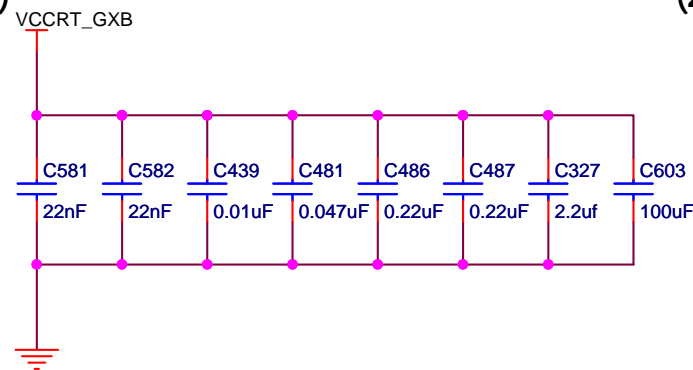 )
(2
VCCRT_GXB
C581 C582 C439 C481 C486 C487 C327 C603
22nF 22nF 0.01uF 0.047uF 0.22uF 0.22uF 2.2uf 100uF